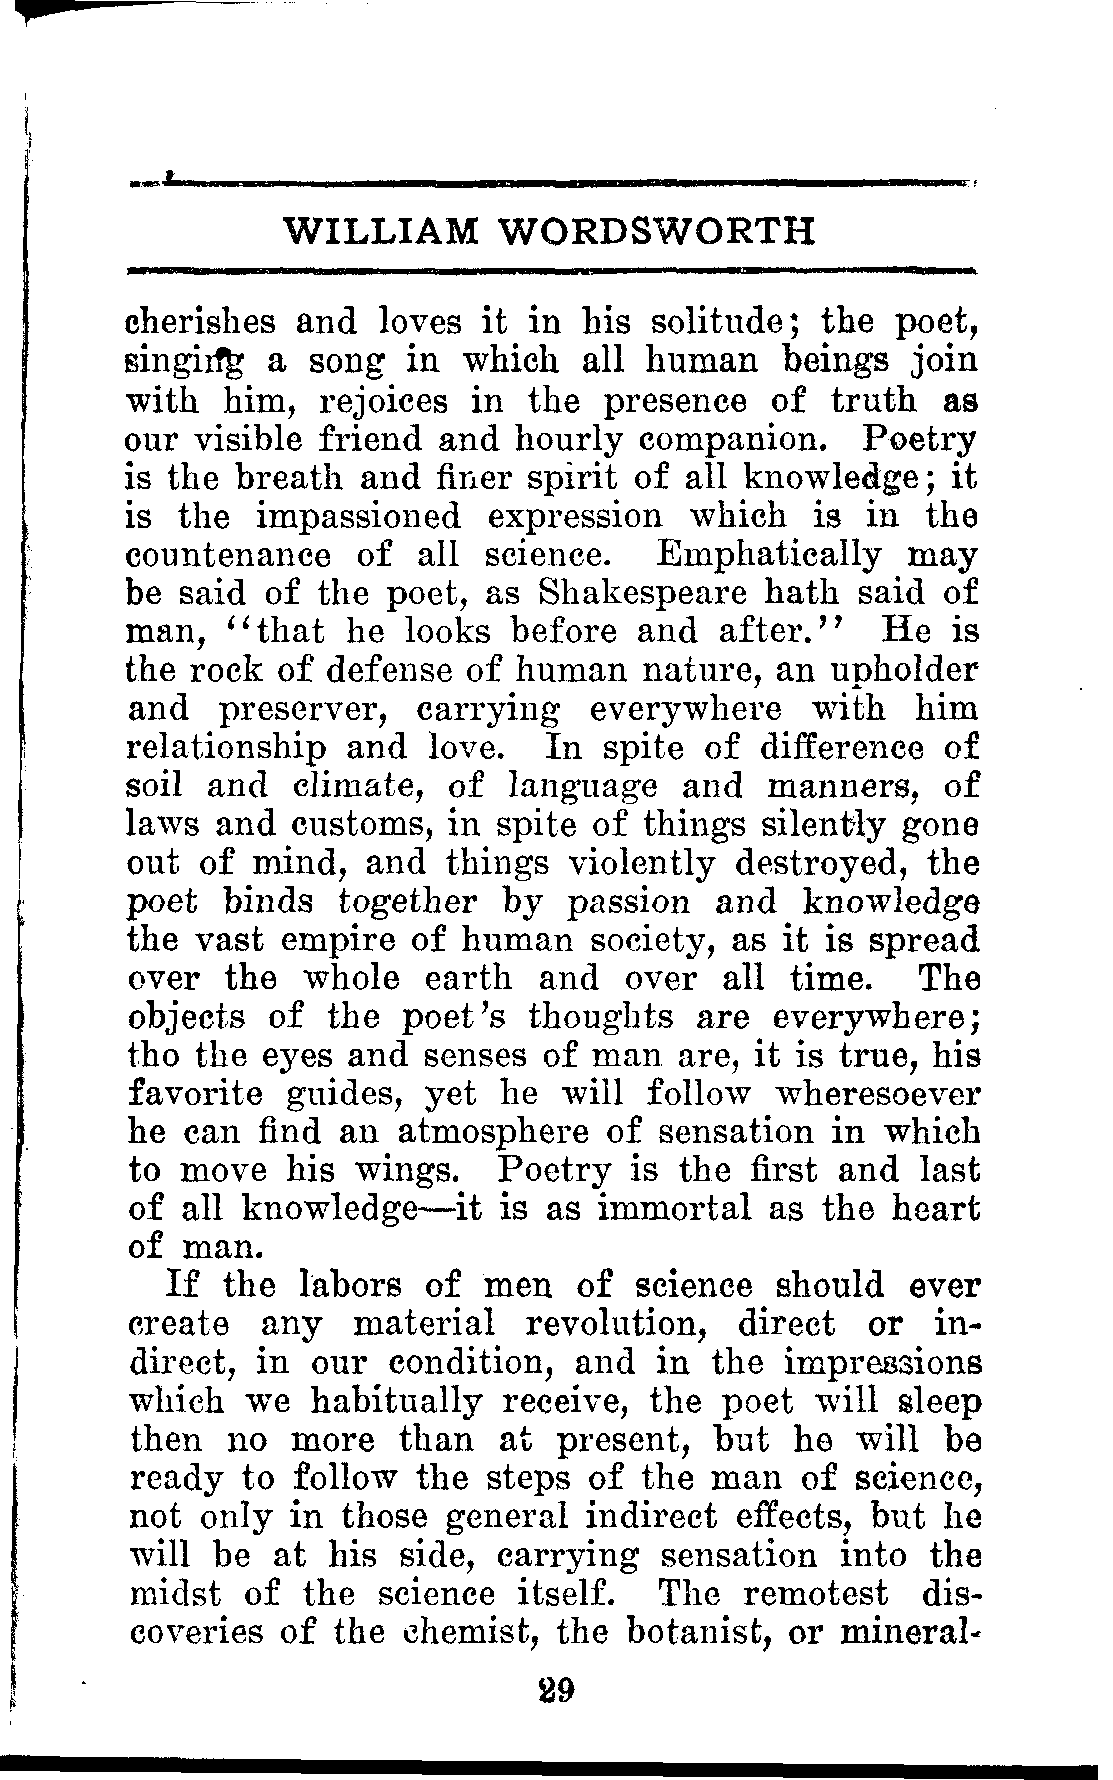 WILLIAM WORDSWORTH
cherishes and loves it in his solitude; the poet,
singing a song in which all human beings join
with him, rejoices in the presence of truth as
our visible friend and hourly companion. Poetry
is the breath and finer spirit of all knowledge; it
is the impassioned expression which is in the
countenance of all science. Emphatically may
be said of the poet, as Shakespeare hath said of
man, "that he looks before and after." He is
the rock of defense of human nature, an upholder
and preserver, carrying everywhere with him
relationship and love. In spite of difference of
soil and climate, of language and manners, of
laws and customs, in spite of things silently gone
out of mind, and things violently destroyed, the
poet binds together by passion and knowledge
the vast empire of human society, as it is spread
over the whole earth and over all time. The
objects of the poet's thoughts are everywhere;
tho the eyes and senses of man are, it is true, his
favorite guides, yet he will follow wheresoever
he can find an atmosphere of sensation in which
to move his wings. Poetry is the first and last
of all knowledge—it is as immortal as the heart
of man.
If the labors of men of science should ever
create any material revolution, direct or in-
direct, in our condition, and in the impressions
which we habitually receive, the poet will sleep
then no more than at present, but he will be
ready to follow the steps of the man of science,
not only in those general indirect effects, but he
will be at his side, carrying sensation into the
midst of the science itself. The remotest dis-
coveries of the chemist, the botanist, or mineral-
29